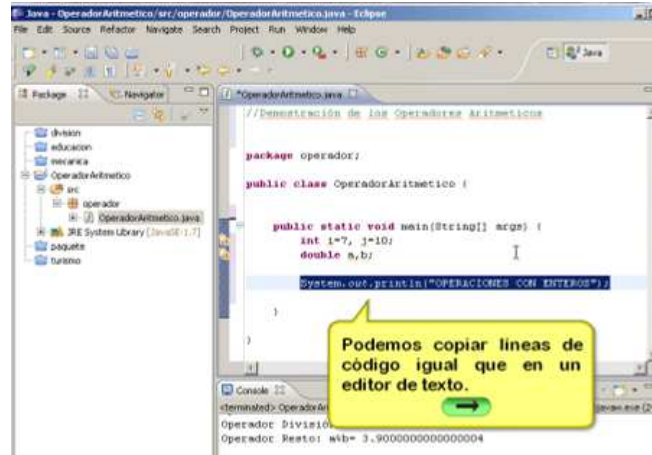 Java - OperadorAritmetico/src/operador/OperadorAritmetico.java - Eclipse
File Edit Source Refactor Navigate Search Project Run Window Help
Java
Package Navigator
*OperadorAritmetico.java
division
educacion
mecanica
OperadorAritmetico
src
operador
OperadorAritmetico.java
JRE System Library [JavaSE-1.7]
paquete
turismo
//Demostración de los Operadores Aritmeticos
package operador;
public class OperadorAritmetico {
public static void main(String[] args) {
int i=7, j=10;
double a,b;
System.out.println("OPERACIONES CON ENTEROS");
}
}
Podemos copiar líneas de
código igual que en un
editor de texto.
Console
<terminated> OperadorAri
Operador División
Operador Resto: a%b= 3.9000000000000004